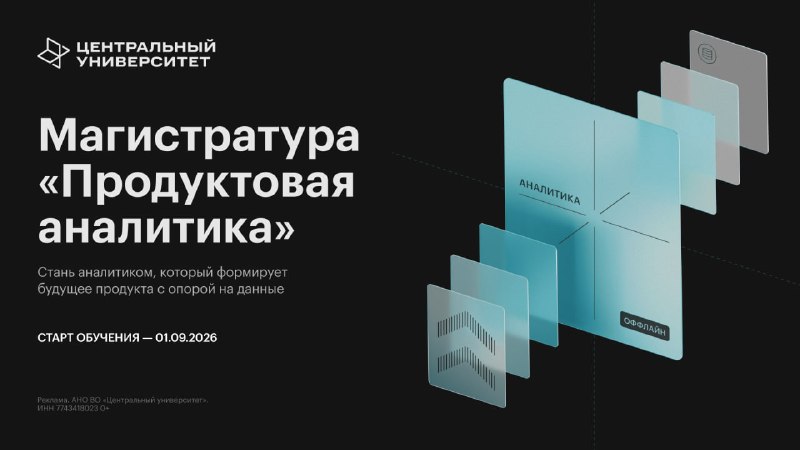 ЦЕНТРАЛЬНЫЙ
УНИВЕРСИТЕТ
Магистратура
«Продуктовая
аналитика»
Стань аналитиком, который формирует
будущее продукта с опорой на данные
СТАРТ ОБУЧЕНИЯ — 01.09.2026
АНАЛИТИКА
ОФФЛАЙН
Реклама. АНО ВО «Центральный университет».
ИНН 7743418023 0+